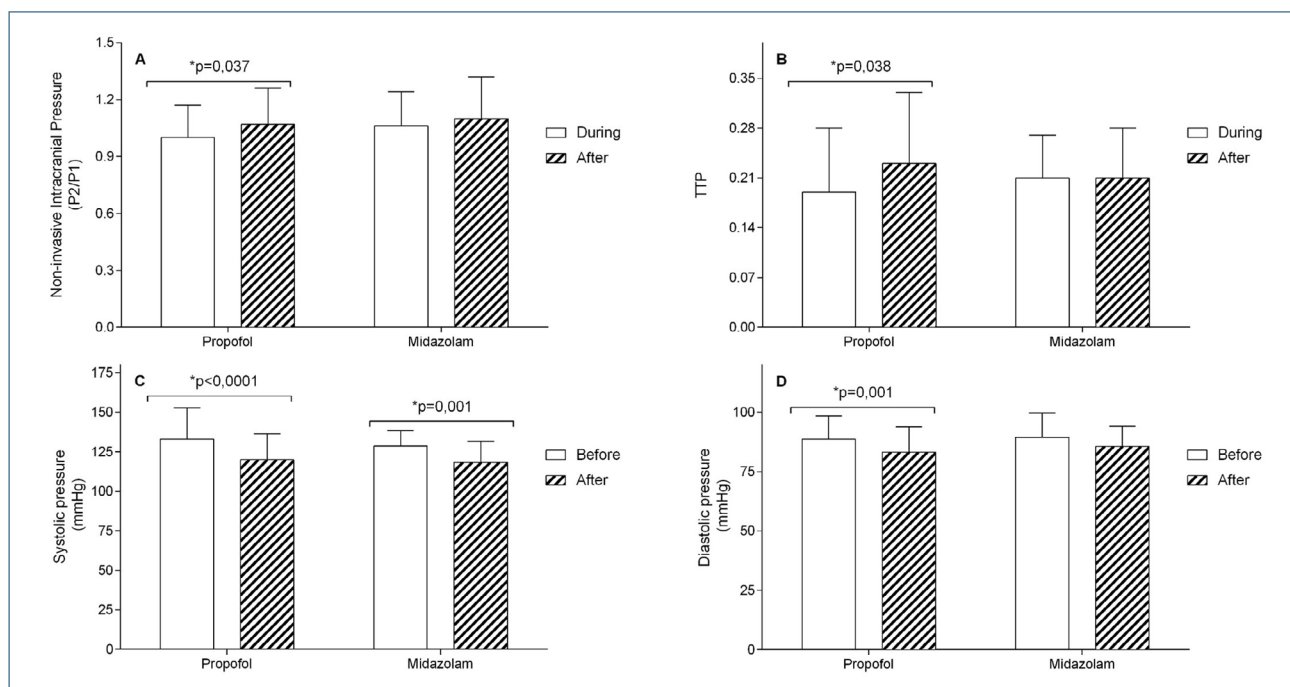 A
*p=0,037
Non-invasive Intracranial Pressure
(P2/P1)
1.5
1.2
0.9
0.6
0.3
0.0
Propofol
Midazolam
During
After
B
*p=0,038
TTP
0.35
0.28
0.21
0.14
0.07
0.00
Propofol
Midazolam
During
After
C
*p<0,0001
*p=0,001
Systolic pressure
(mmHg)
175
150
125
100
75
50
25
0
Propofol
Midazolam
Before
After
D
*p=0,001
Diastolic pressure
(mmHg)
100
75
50
25
0
Propofol
Midazolam
Before
After